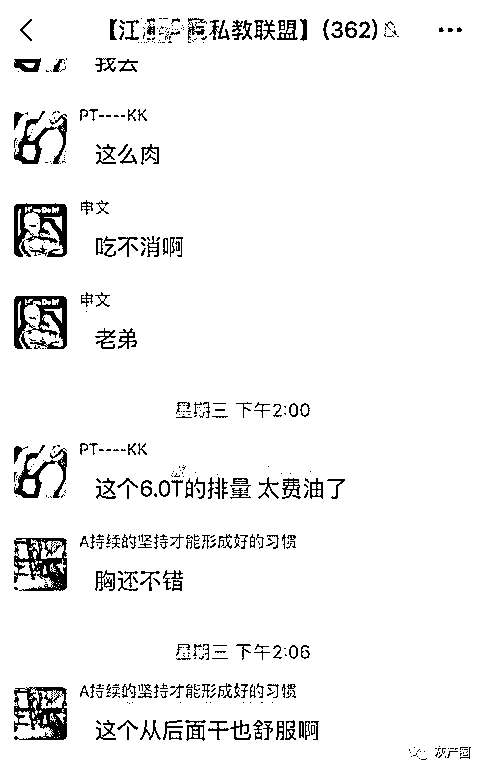 【江 私教联盟】(362)
我去
PT----KK
这么肉
申文
吃不消啊
申文
老弟
星期三 下午2:00
PT----KK
这个6.0T的排量 太费油了
A持续的坚持才能形成好的习惯
胸还不错
星期三 下午2:06
A持续的坚持才能形成好的习惯
这个从后面干也舒服啊
灰产圈